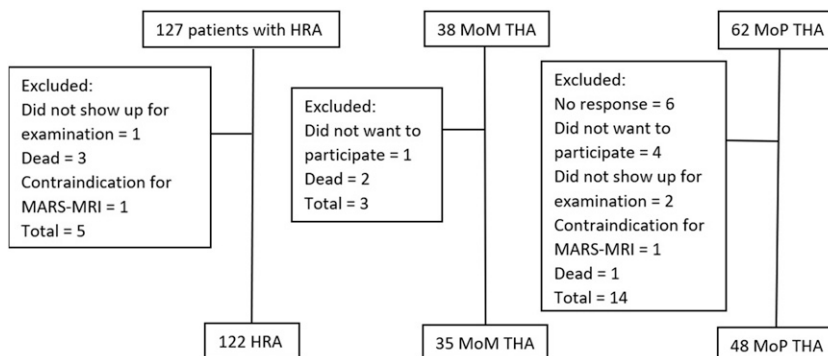 127 patients with HRA
Excluded:
Did not show up for
examination = 1
Dead = 3
Contraindication for
MARS-MRI = 1
Total = 5
122 HRA
38 MoM THA
Excluded:
Did not want to
participate = 1
Dead = 2
Total = 3
35 MoM THA
62 MoP THA
Excluded:
No response = 6
Did not want to
participate = 4
Did not show up for
examination = 2
Contraindication for
MARS-MRI = 1
Dead = 1
Total = 14
48 MoP THA